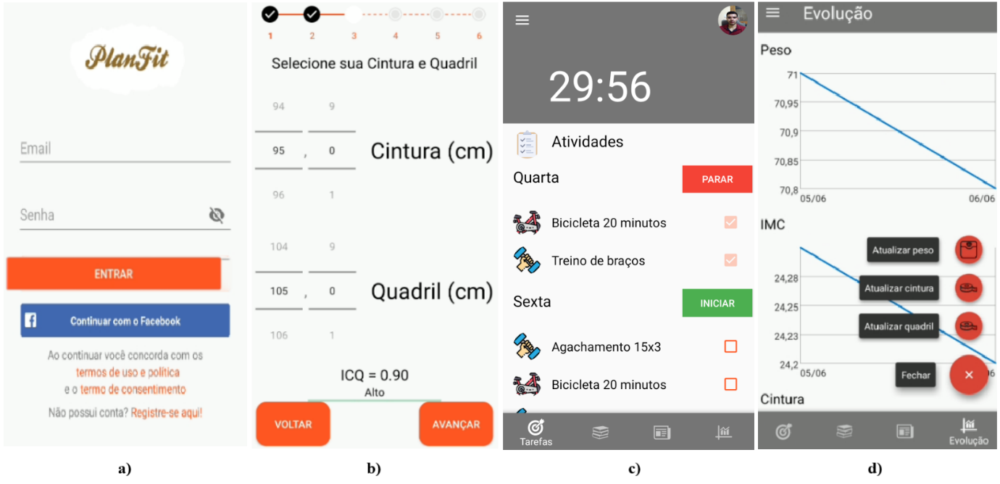 PlanFit
Email
Senha
ENTRAR
Continuar com o Facebook
Ao continuar você concorda com os
termos de uso e política
e o termo de consentimento
Não possui conta? Registre-se aqui!
a)
1 2 3 4 5 6
Selecione sua Cintura e Quadril
94 9
95 , 0 Cintura (cm)
96 1
104 9
105 , 0 Quadril (cm)
106 1
ICQ = 0.90
Alto
VOLTAR AVANÇAR
b)
29:56
Atividades
Quarta PARAR
Bicicleta 20 minutos
Treino de braços
Sexta INICIAR
Agachamento 15x3
Bicicleta 20 minutos
Tarefas
c)
Evolução
Peso
71
70,95
70,9
70,85
70,8
05/06 06/06
IMC
Atualizar peso
24,28
Atualizar cintura
24,25
Atualizar quadril
24,23
24,2
05/06 6
Fechar
Cintura
Evolução
d)